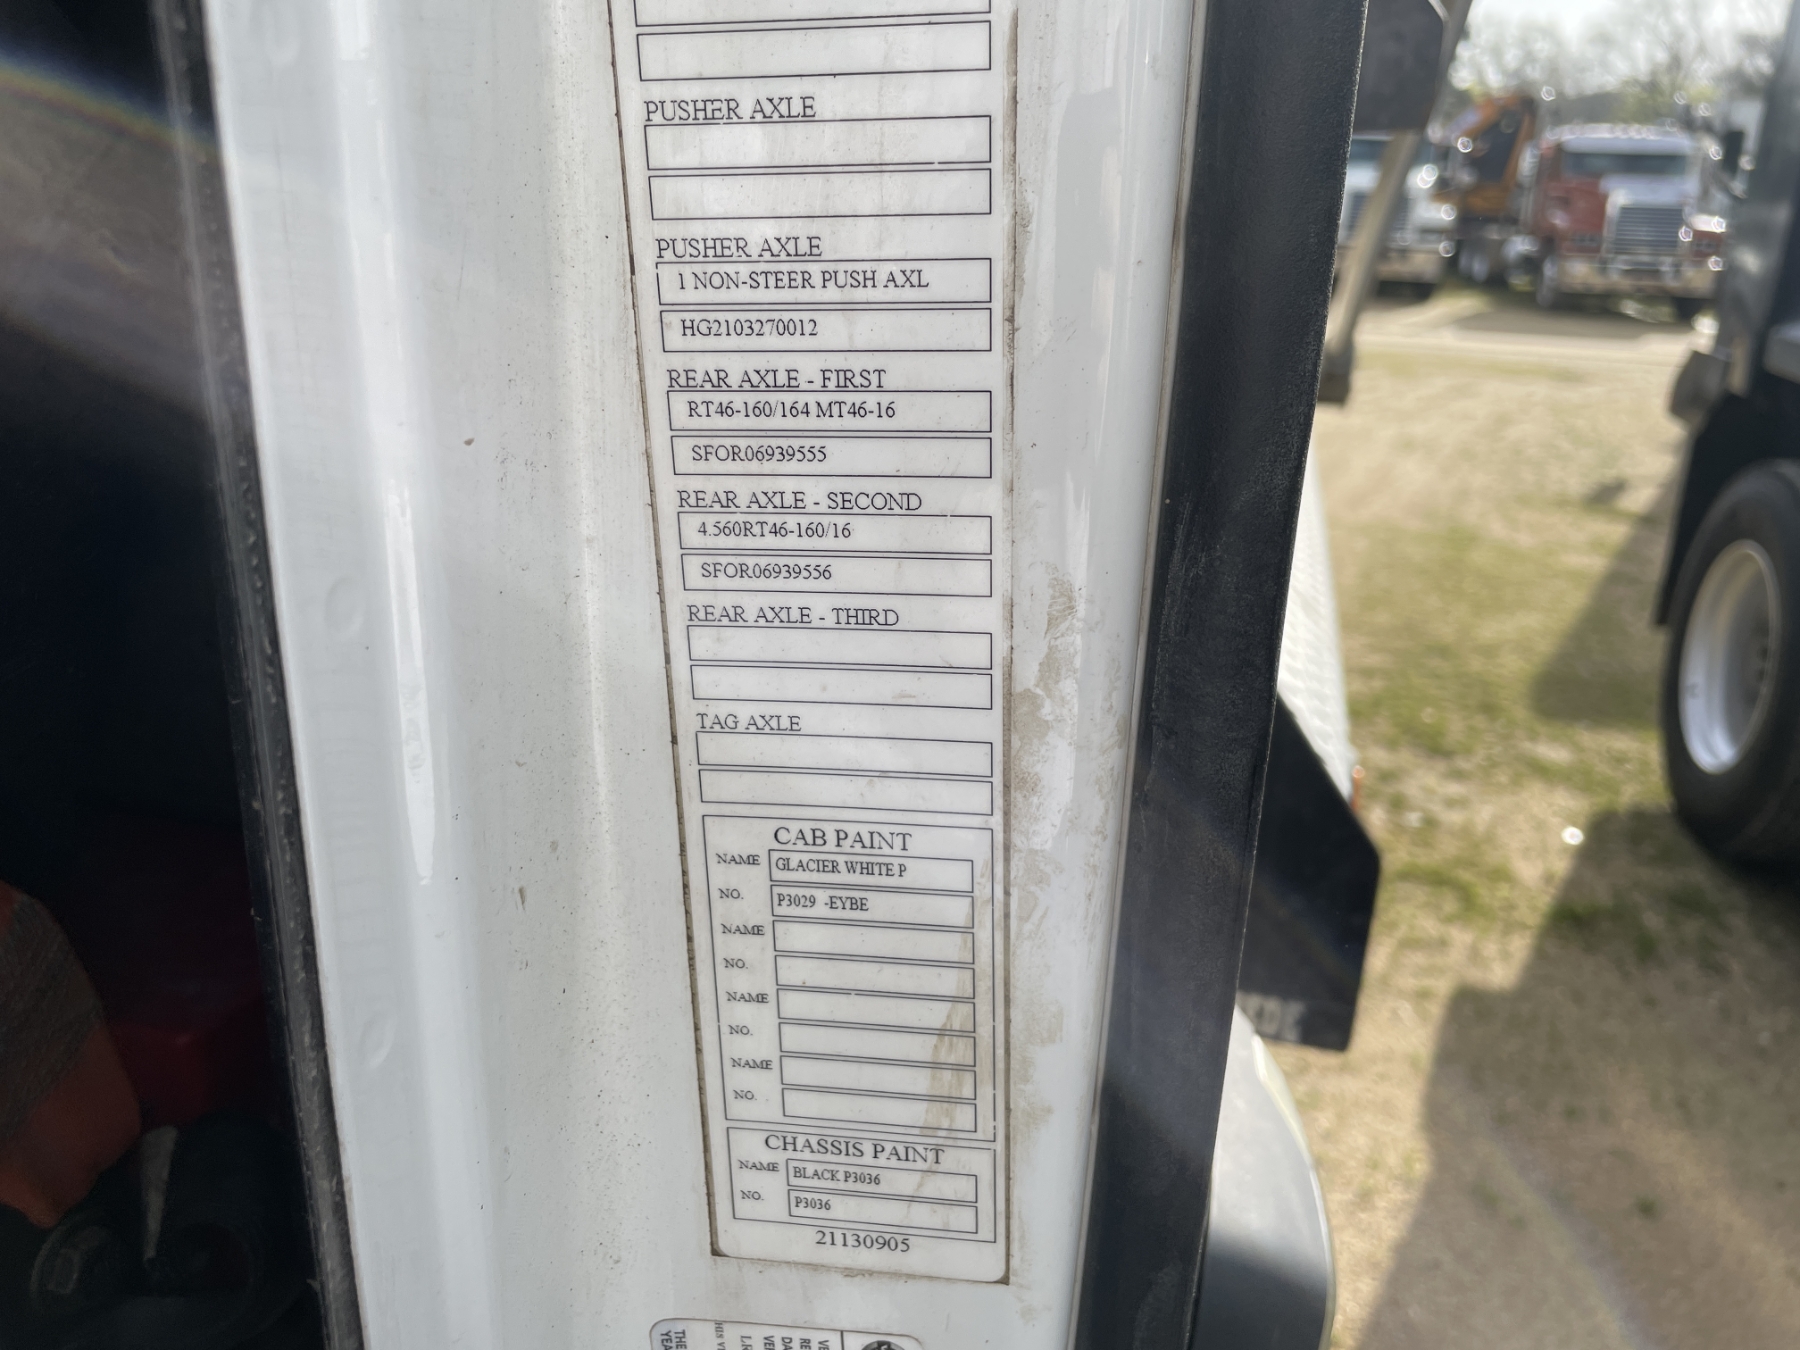 PUSHER AXLE
PUSHER AXLE
1 NON-STEER PUSH AXL
HG2103270012
REAR AXLE - FIRST
RT46-160/164 MT46-16
SFOR06939555
REAR AXLE - SECOND
4.560RT46-160/16
SFOR06939556
REAR AXLE - THIRD
TAG AXLE
CAB PAINT
NAME GLACIER WHITE P
NO. P3029 -EYBE
NAME
NO.
NAME
NO.
NAME
NO.
CHASSIS PAINT
NAME BLACK P3036
NO. P3036
21130905
THE
YEA